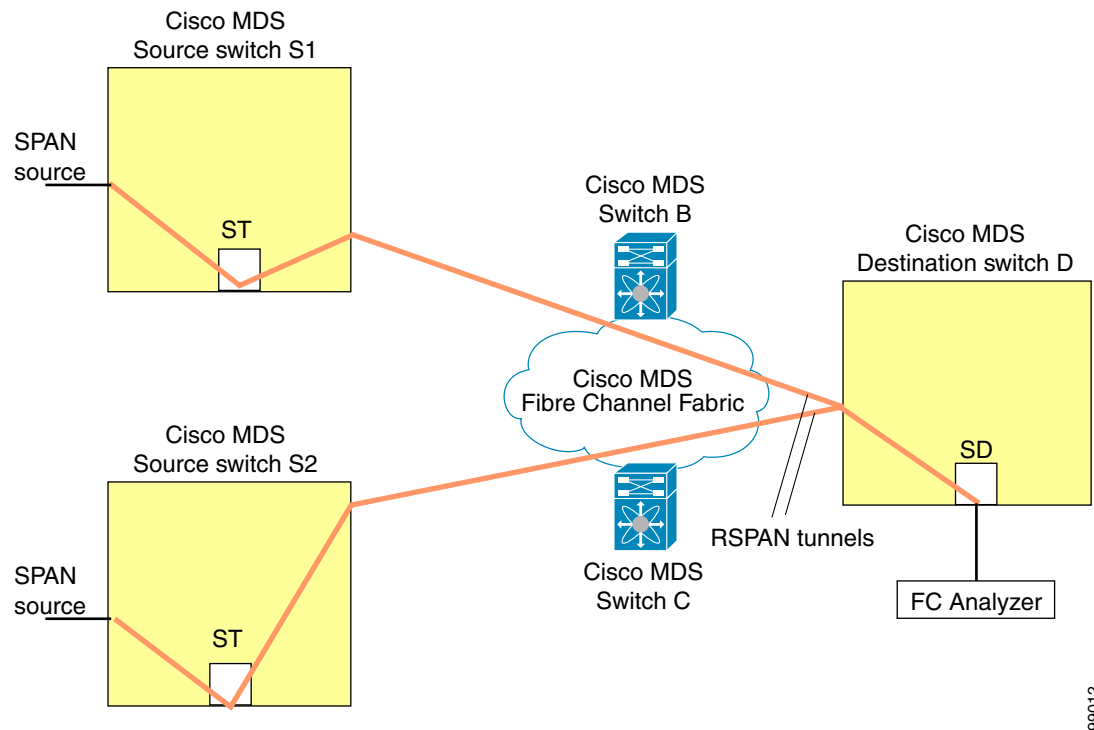 Cisco MDS
Source switch S1
SPAN
source
ST
Cisco MDS
Switch B
Cisco MDS
Destination switch D
Cisco MDS
Fibre Channel Fabric
Cisco MDS
Source switch S2
SD
RSPAN tunnels
SPAN
source
ST
Cisco MDS
Switch C
FC Analyzer
99013